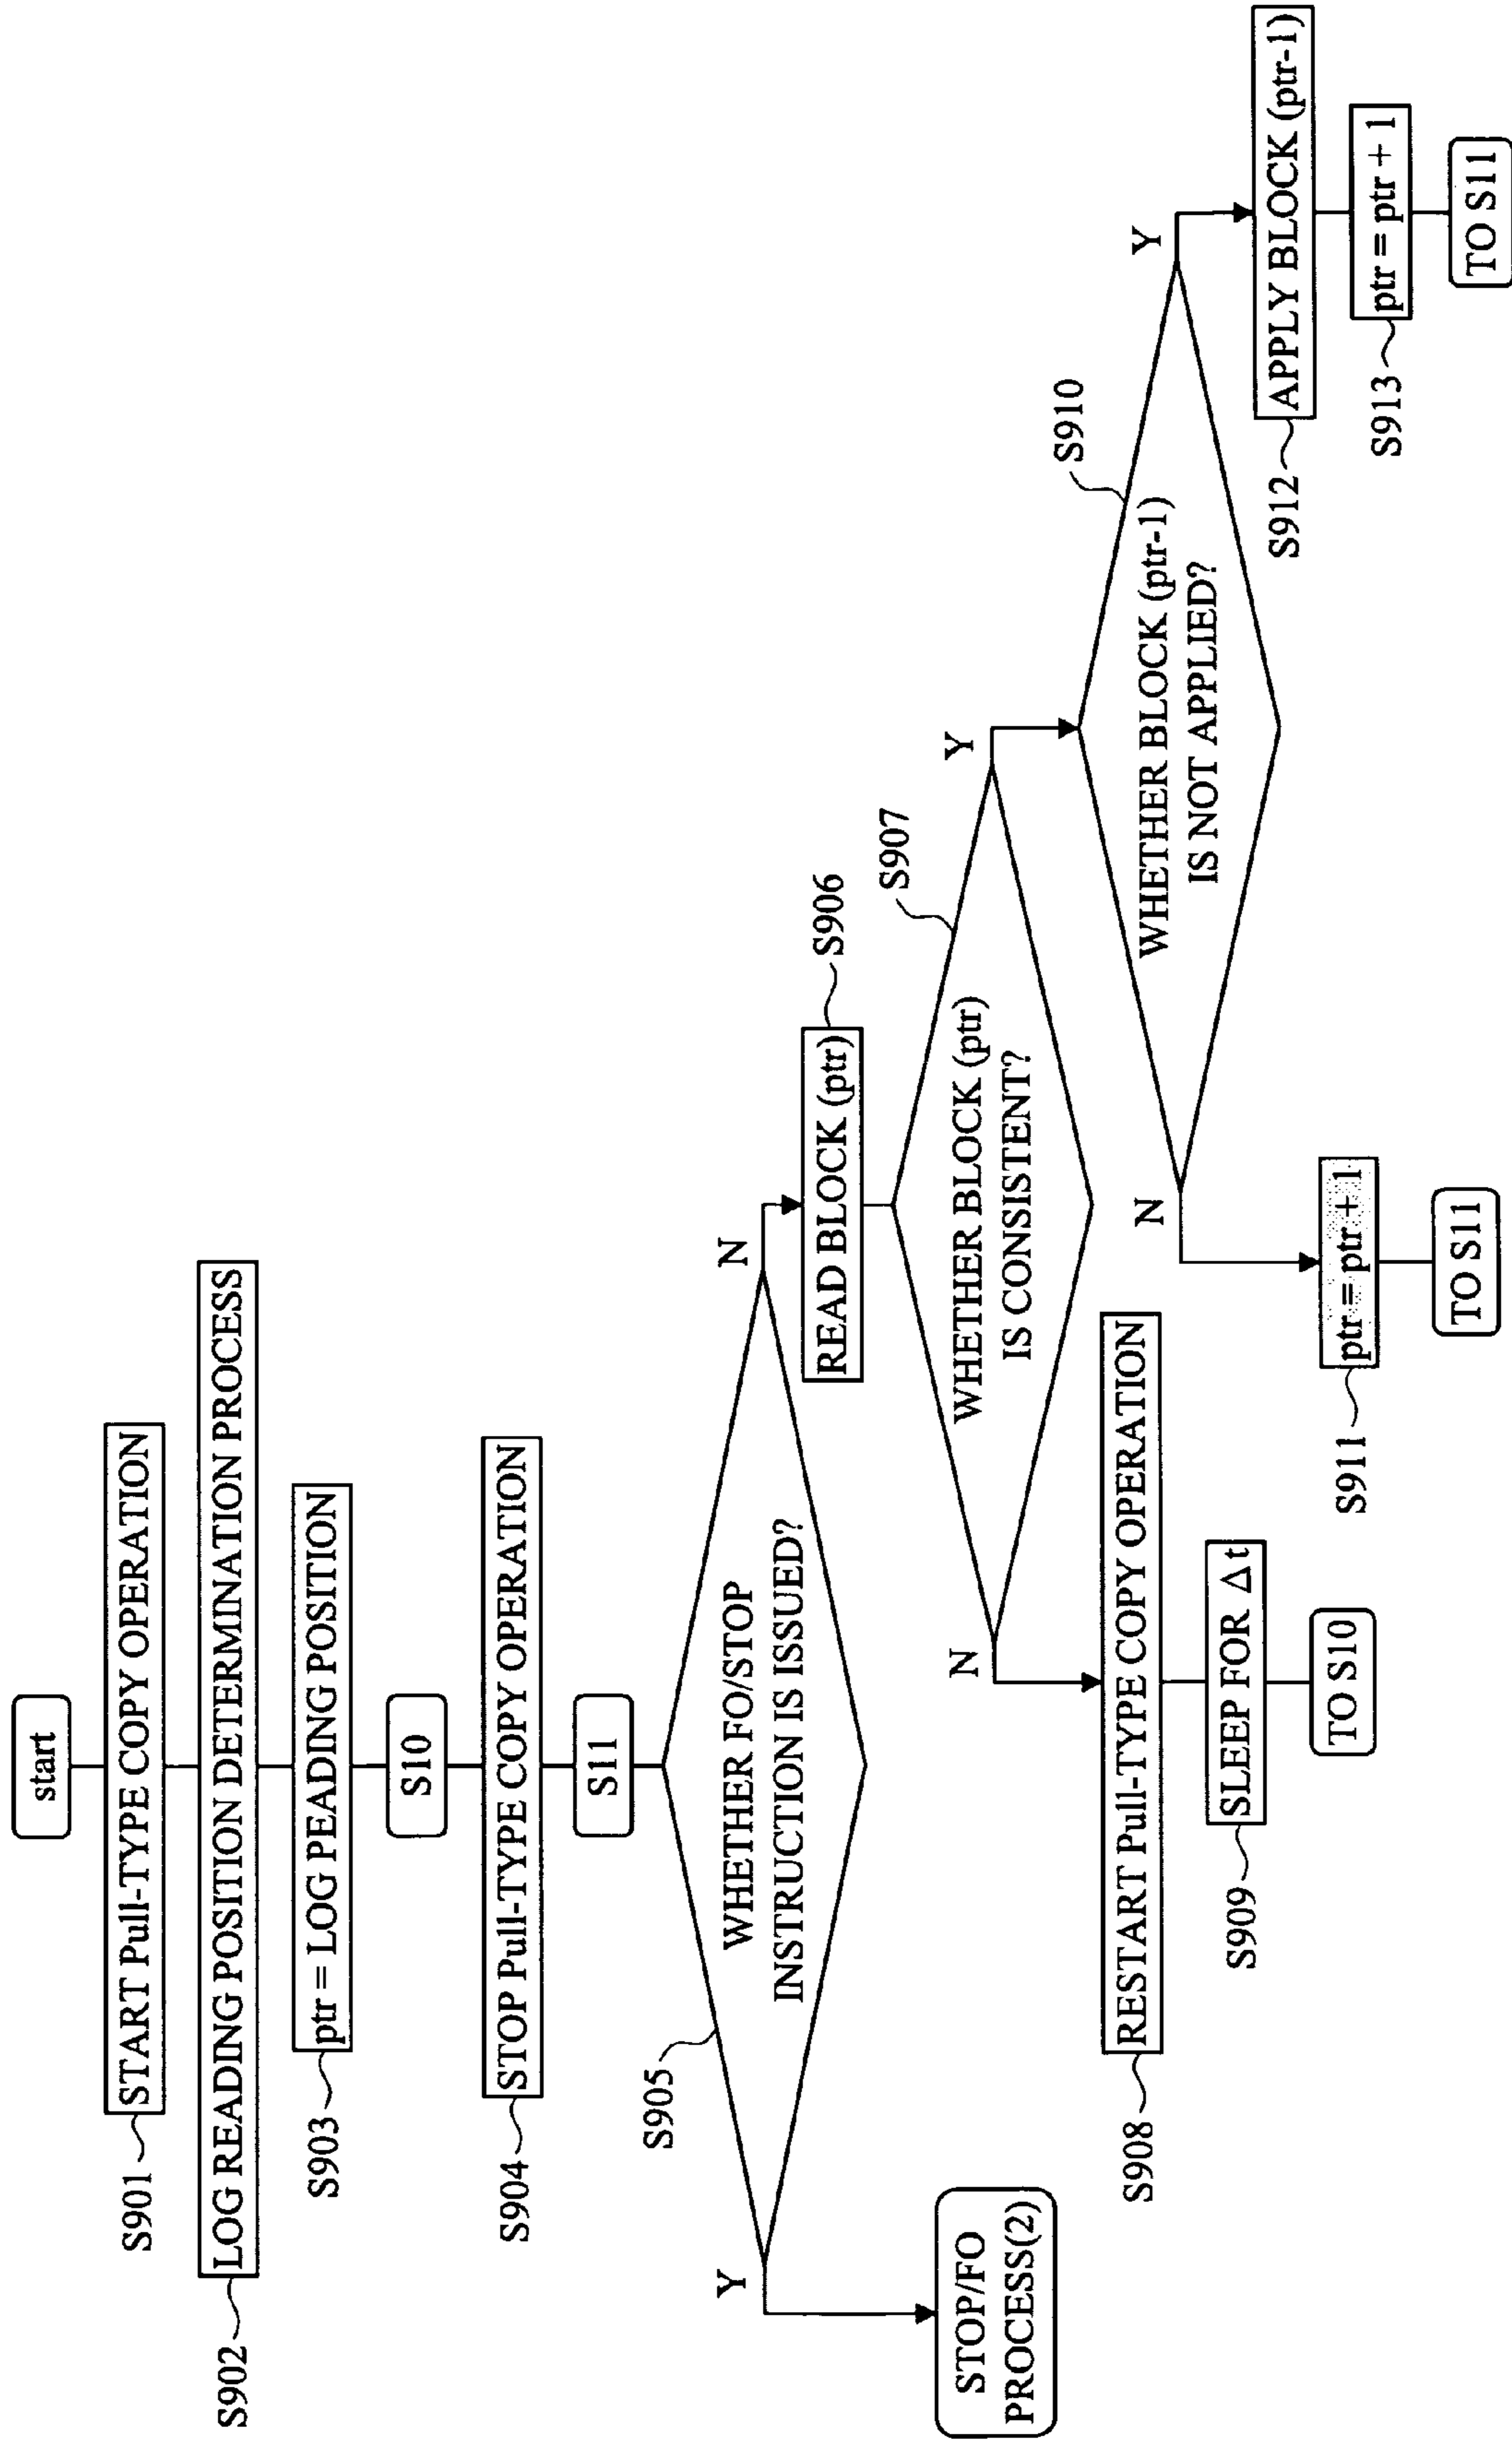 start
S901
START Pull-TYPE COPY OPERATION
S902
LOG READING POSITION DETERMINATION PROCESS
S903
ptr = LOG PEADING POSITION
S10
S904
STOP Pull-TYPE COPY OPERATION
S11
S905
WHETHER FO/STOP
INSTRUCTION IS ISSUED?
Y
N
STOP/FO
PROCESS(2)
READ BLOCK (ptr)
S906
S907
WHETHER BLOCK (ptr)
IS CONSISTENT?
N
Y
S908
RESTART Pull-TYPE COPY OPERATION
S909
SLEEP FOR Δt
TO S10
S910
WHETHER BLOCK (ptr-1)
IS NOT APPLIED?
N
Y
S911
ptr = ptr + 1
TO S11
S912
APPLY BLOCK (ptr-1)
S913
ptr = ptr + 1
TO S11